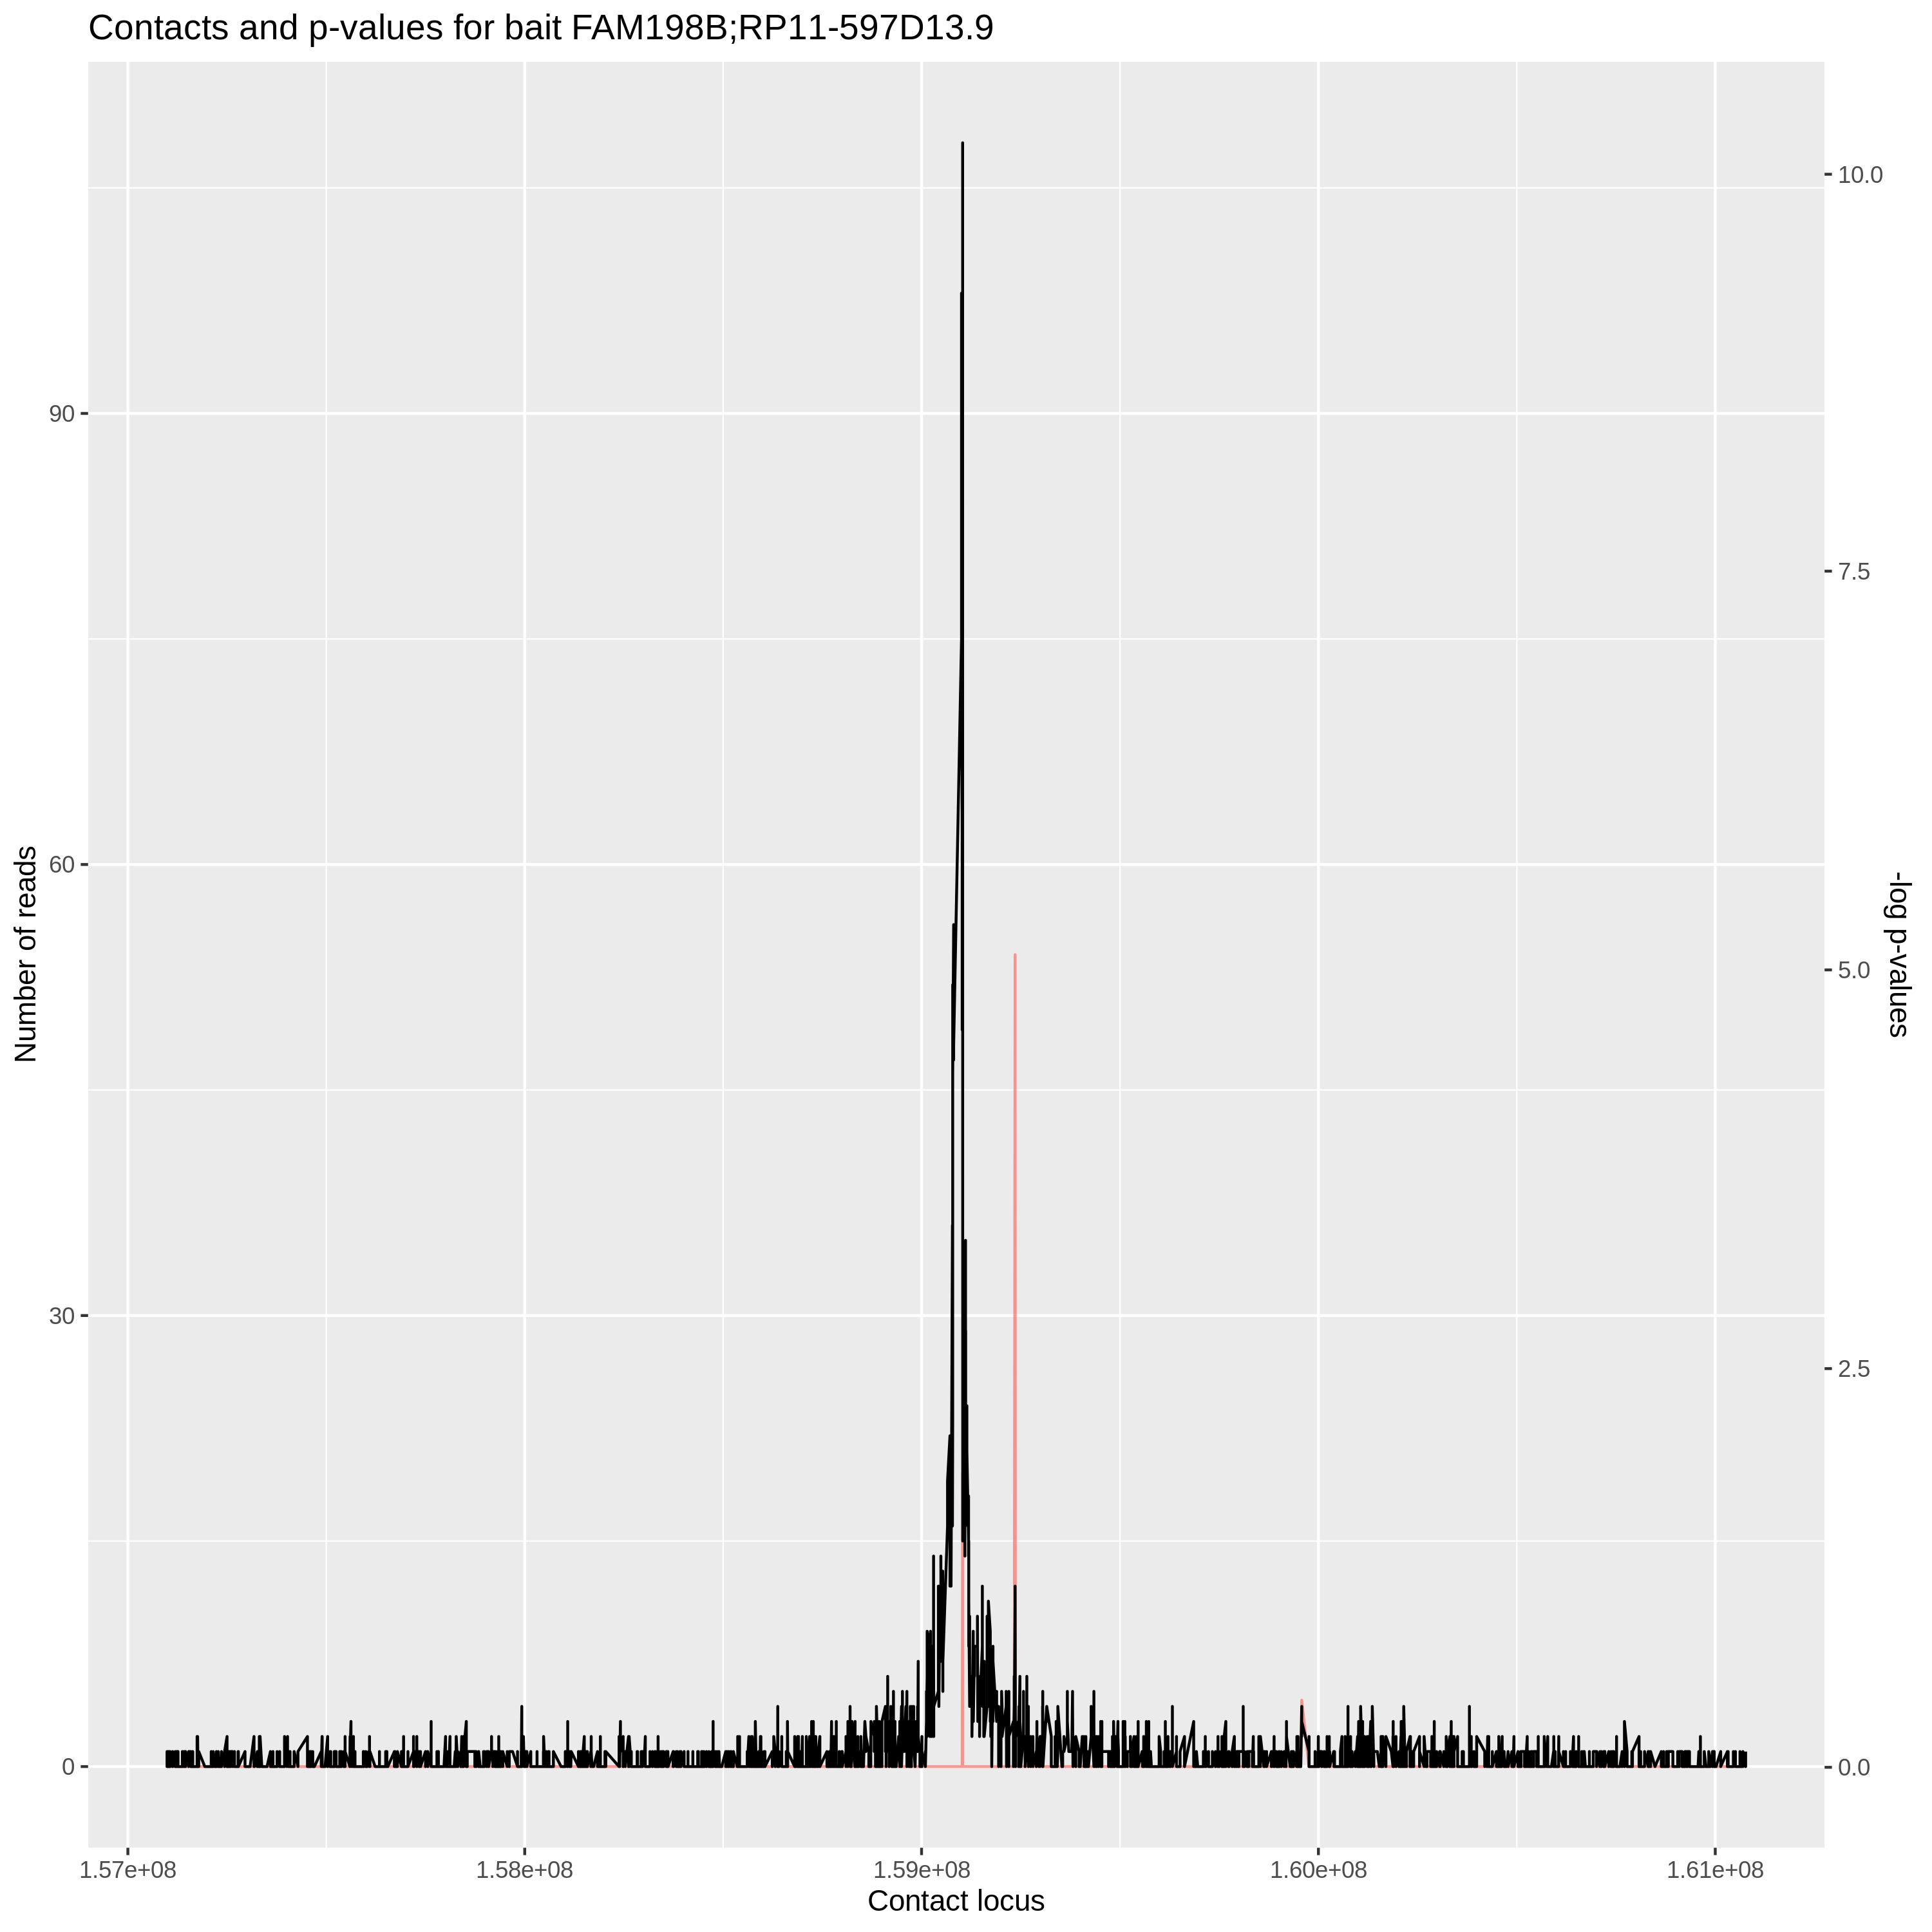 Contacts and p-values for bait FAM198B;RP11-597D13.9
10.0
90
7.5
Number of reads
60
-log p-values
5.0
30
2.5
0
0.0
1.57e+08
1.58e+08
1.59e+08
1.60e+08
1.61e+08
Contact locus